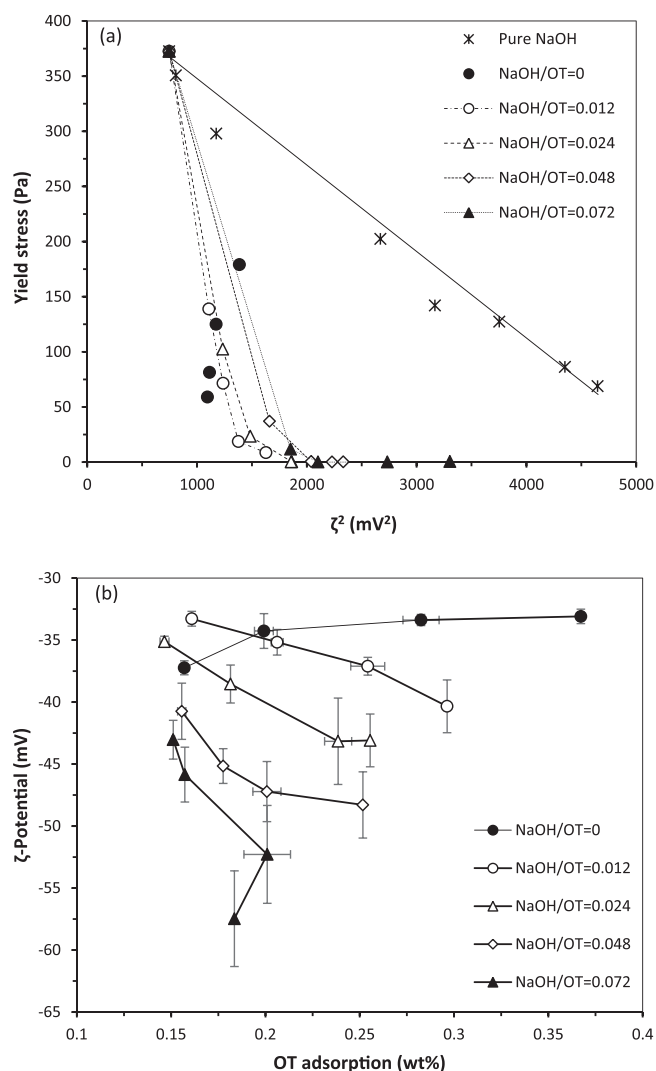 (a)
400
350
300
250
200
150
100
50
0
Yield stress (Pa)
Pure NaOH
NaOH/OT=0
NaOH/OT=0.012
NaOH/OT=0.024
NaOH/OT=0.048
NaOH/OT=0.072
0 1000 2000 3000 4000 5000
ζ² (mV²)
(b)
-30
-35
-40
-45
-50
-55
-60
-65
ζ-Potential (mV)
NaOH/OT=0
NaOH/OT=0.012
NaOH/OT=0.024
NaOH/OT=0.048
NaOH/OT=0.072
0.1 0.15 0.2 0.25 0.3 0.35 0.4
OT adsorption (wt%)